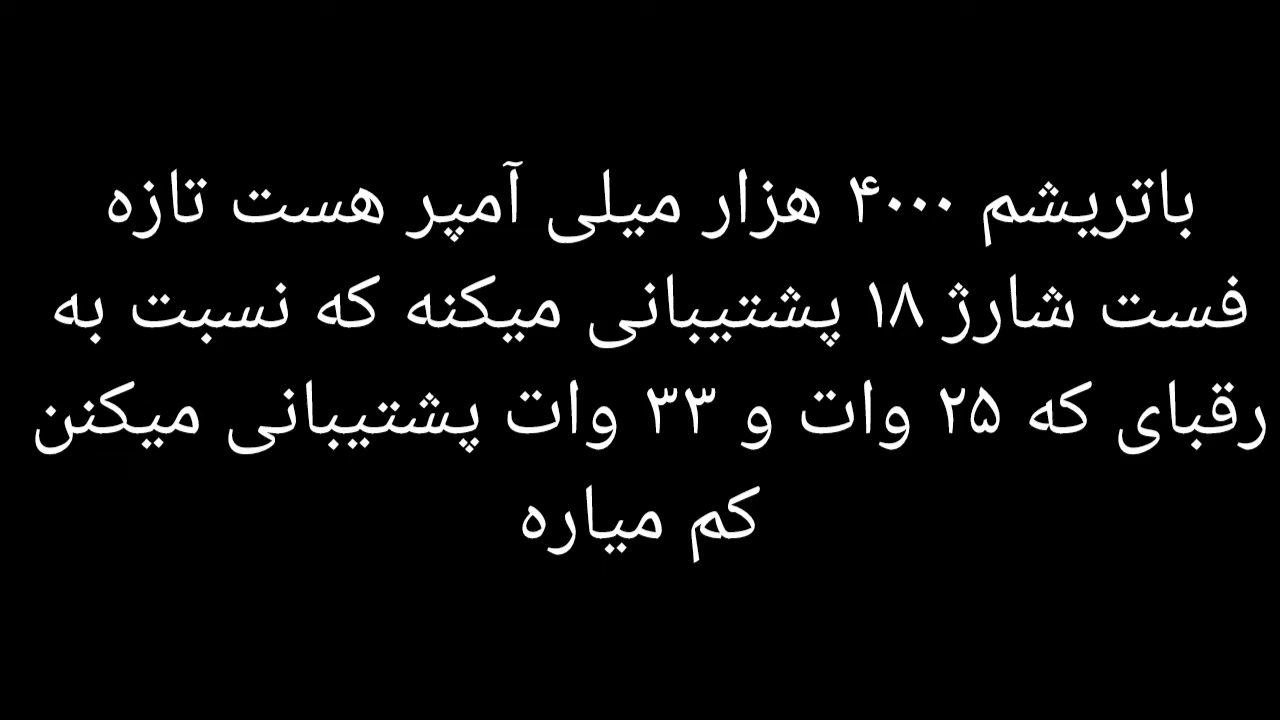 باتریشم ۴۰۰۰ هزار میلی آمپر هست تازه
فست شارژ ۱۸ پشتیبانی میکنه که نسبت به
رقبای که ۲۵ وات و ۳۳ وات پشتیبانی میکنن
کم میاره